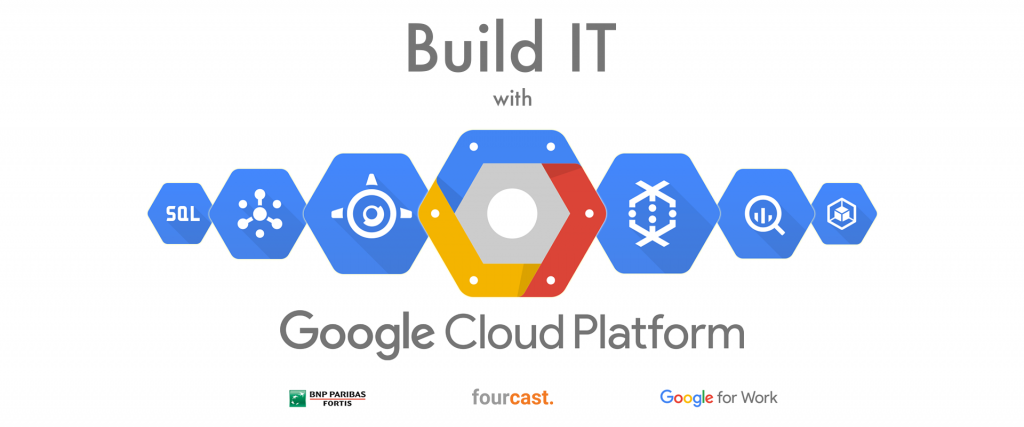 Build IT
with
SQL
Google Cloud Platform
BNP PARIBAS
FORTIS
fourcast.
Google for Work